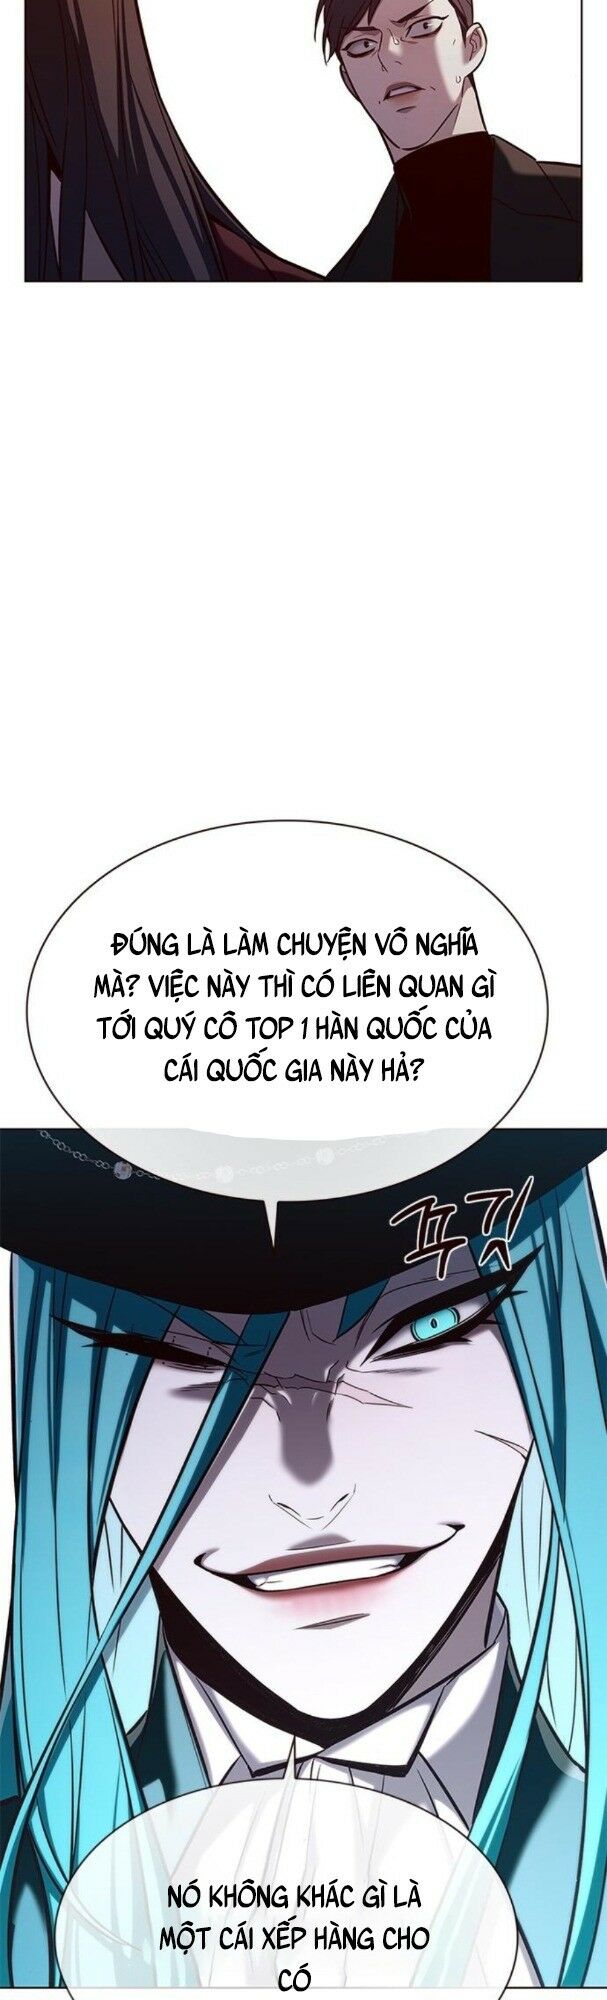 ĐÚNG LÀ LÀM CHUYỆN VÔ NGHĨA
MÀ? VIỆC NÀY THÌ CÓ LIÊN QUAN GÌ
TỚI QUÝ CÔ TOP 1 HÀN QUỐC CỦA
CÁI QUỐC GIA NÀY HẢ?
피깃
NÓ KHÔNG KHÁC GÌ LÀ
MỘT CÁI XẾP HÀNG CHO
CÓ